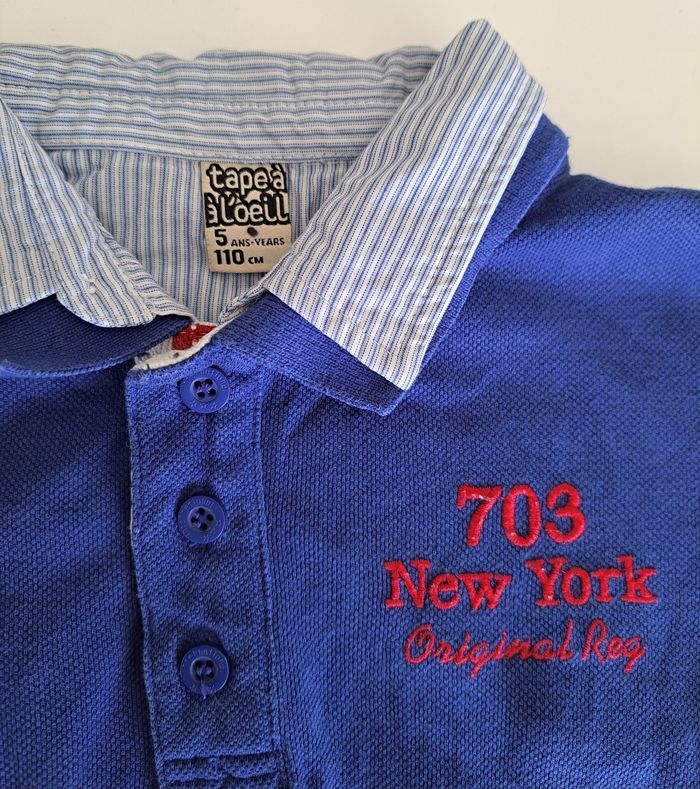 tape à
l'oeil
5 ANS-YEARS
110 CM
703
New York
Original Reg